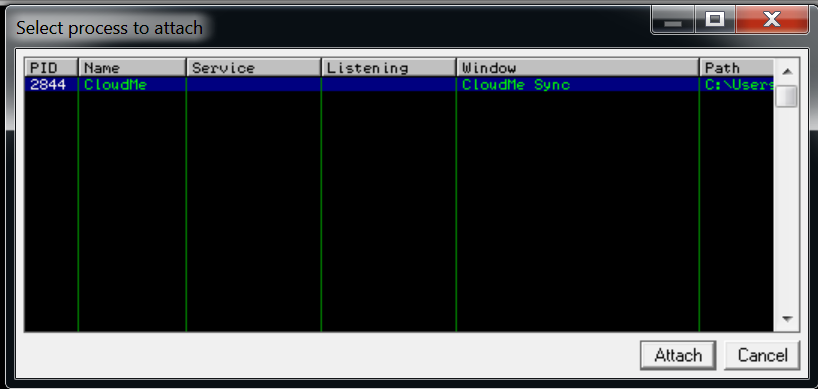 Select process to attach
PID Name Service Listening Window Path
2844 CloudMe CloudMe Sync C:\Users
Attach Cancel